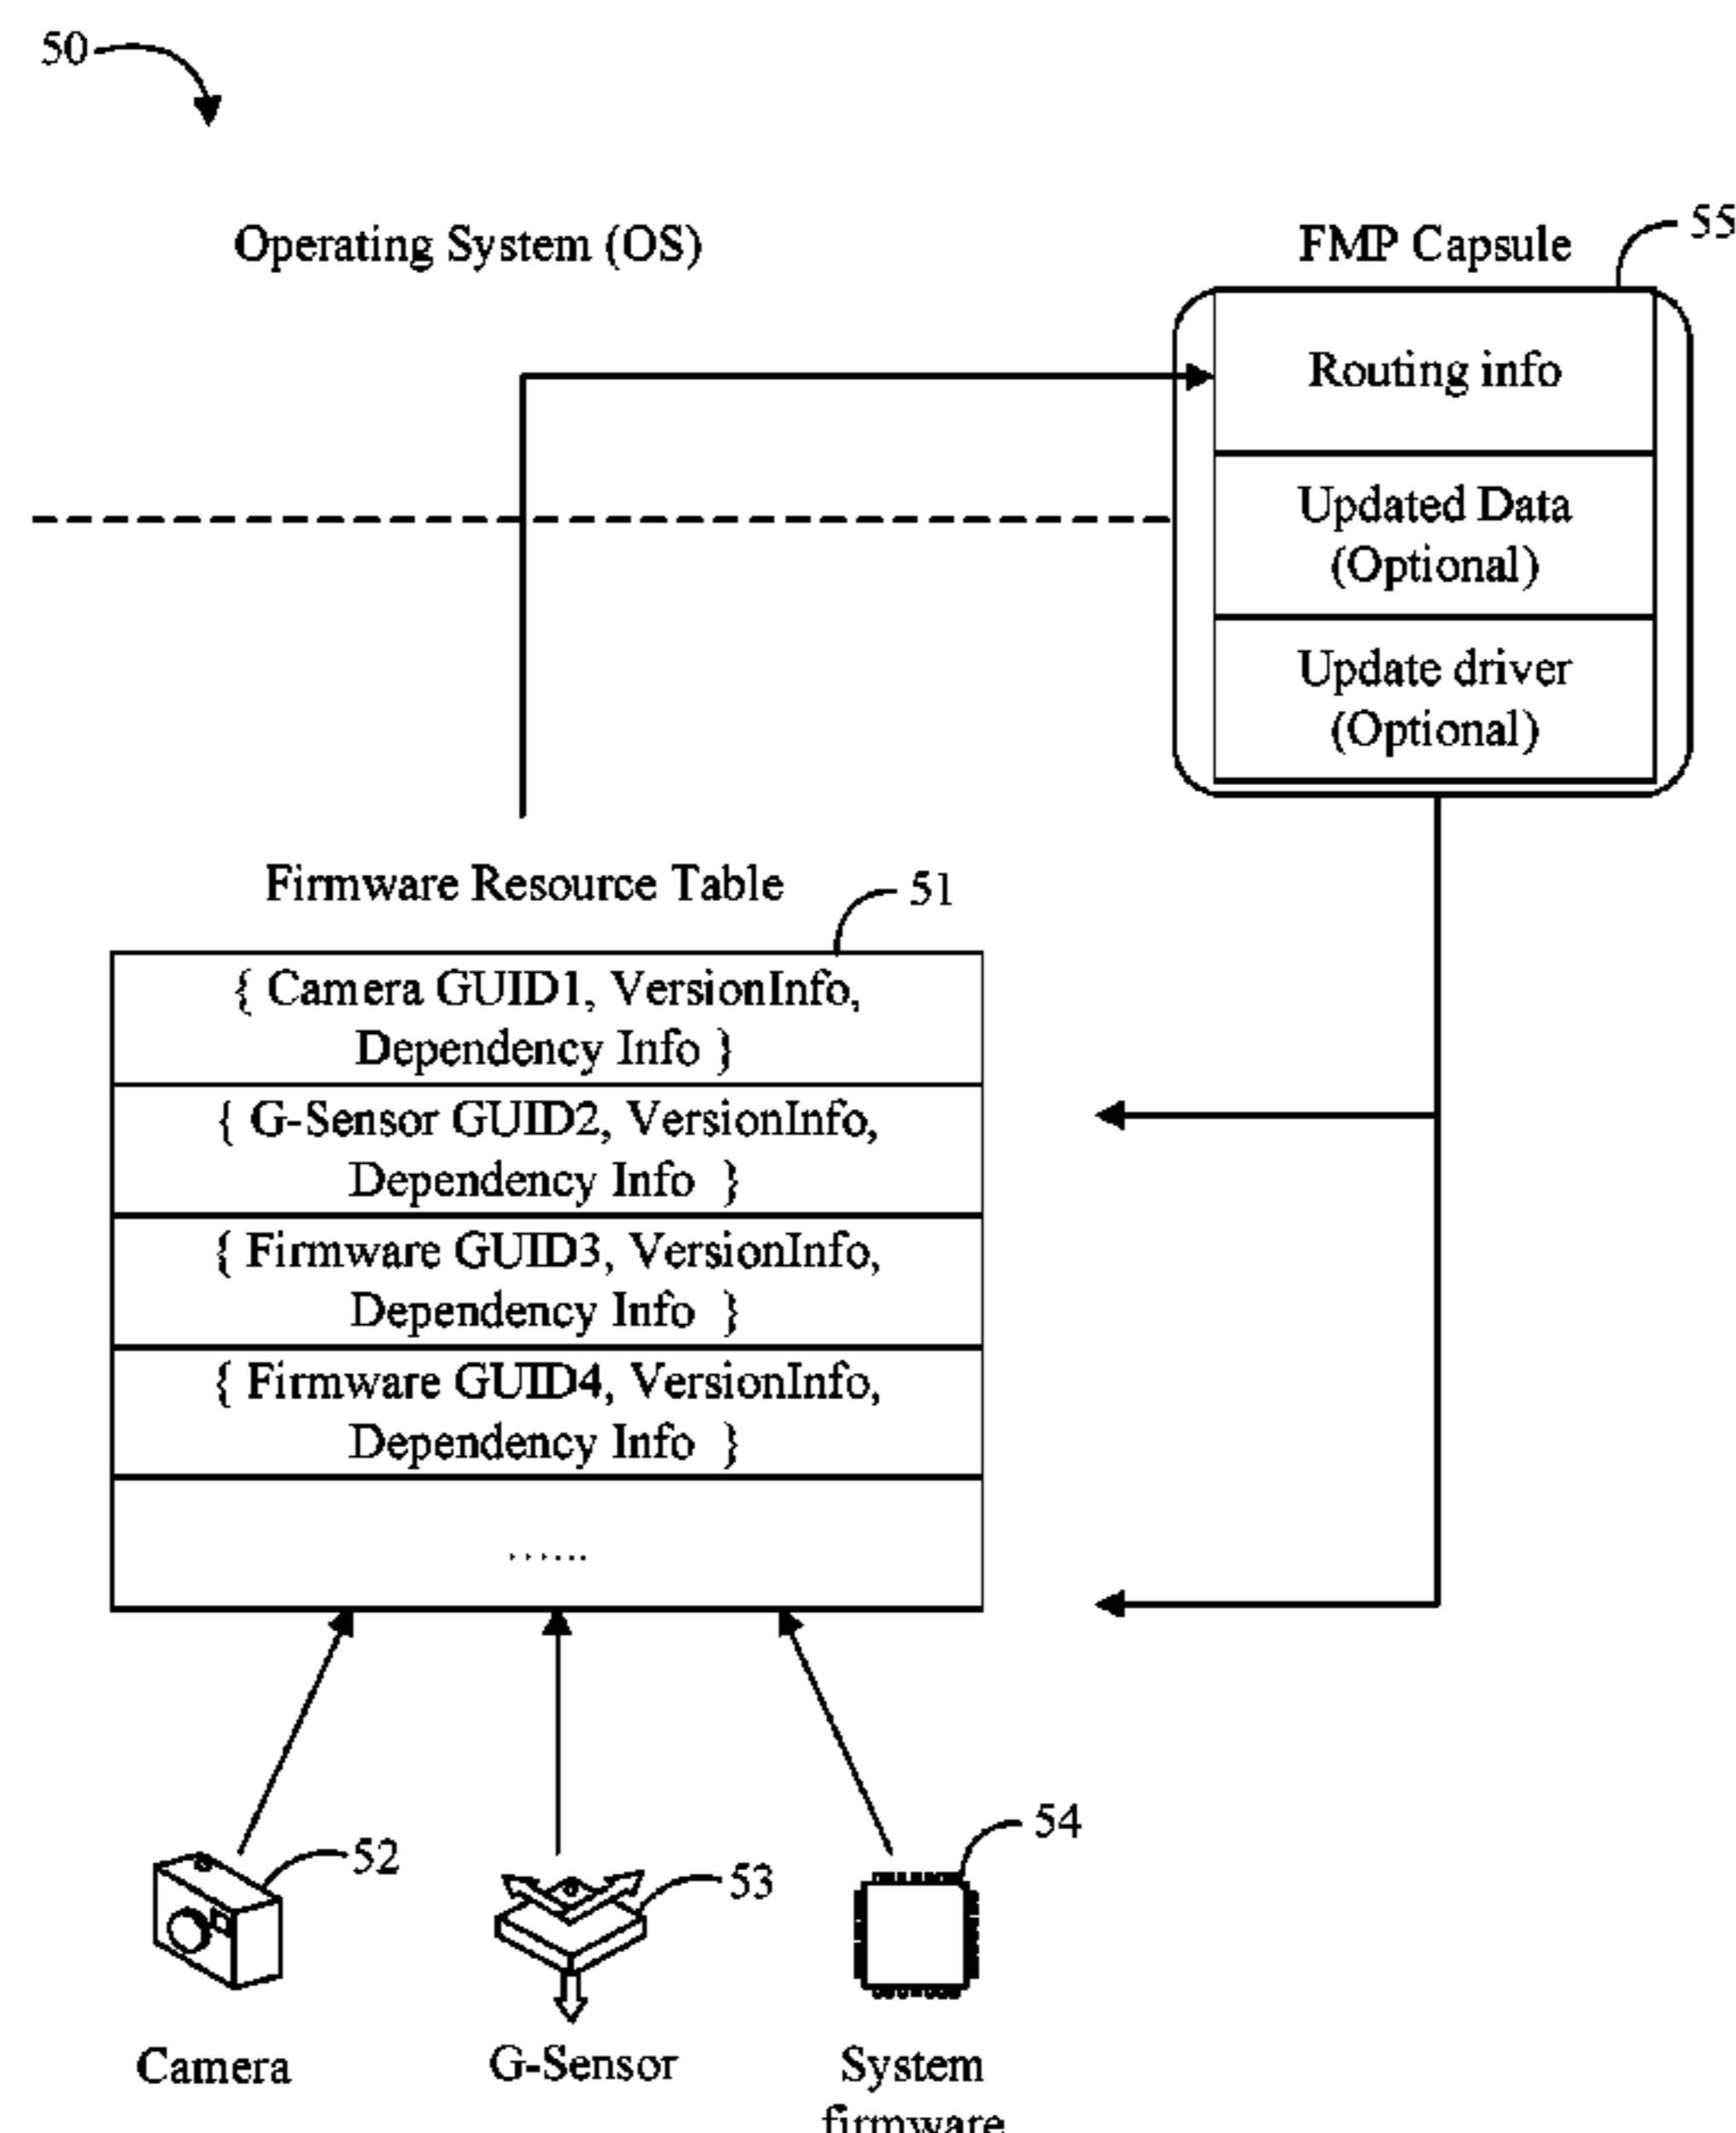 50
Operating System (OS)
FMP Capsule
55
Routing info
Updated Data
(Optional)
Update driver
(Optional)
Firmware Resource Table
51
{ Camera GUID1, VersionInfo,
Dependency Info }
{ G-Sensor GUID2, VersionInfo,
Dependency Info }
{ Firmware GUID3, VersionInfo,
Dependency Info }
{ Firmware GUID4, VersionInfo,
Dependency Info }
......
52
53
54
Camera
G-Sensor
System
firmware